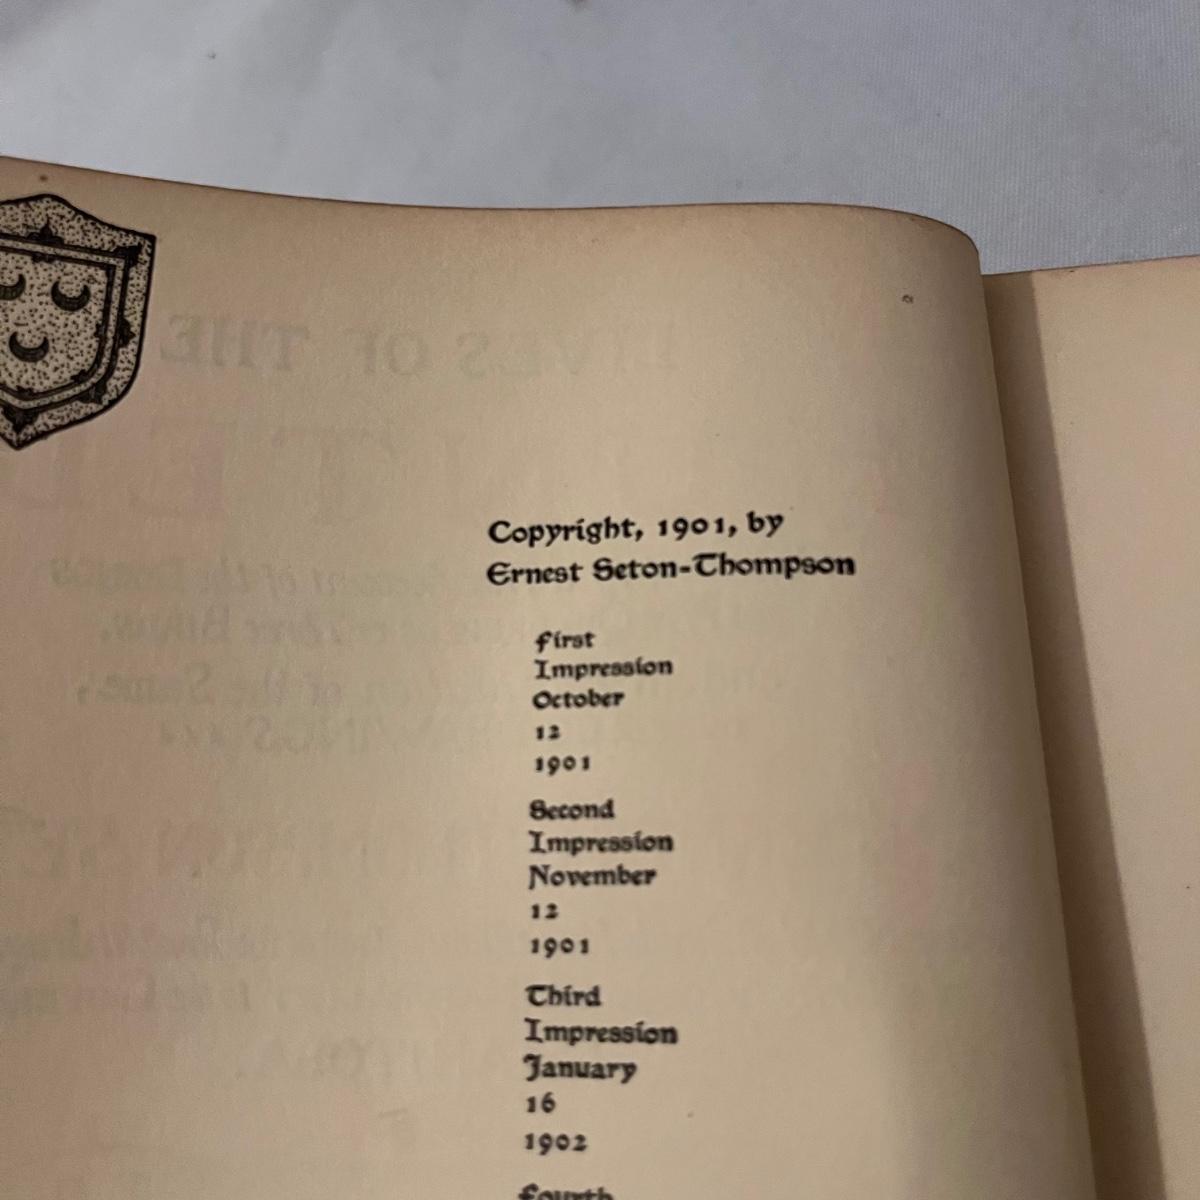 Copyright, 1901, by
Ernest Seton-Thompson
First
Impression
October
12
1901
Second
Impression
November
12
1901
Third
Impression
January
16
1902
Fourth